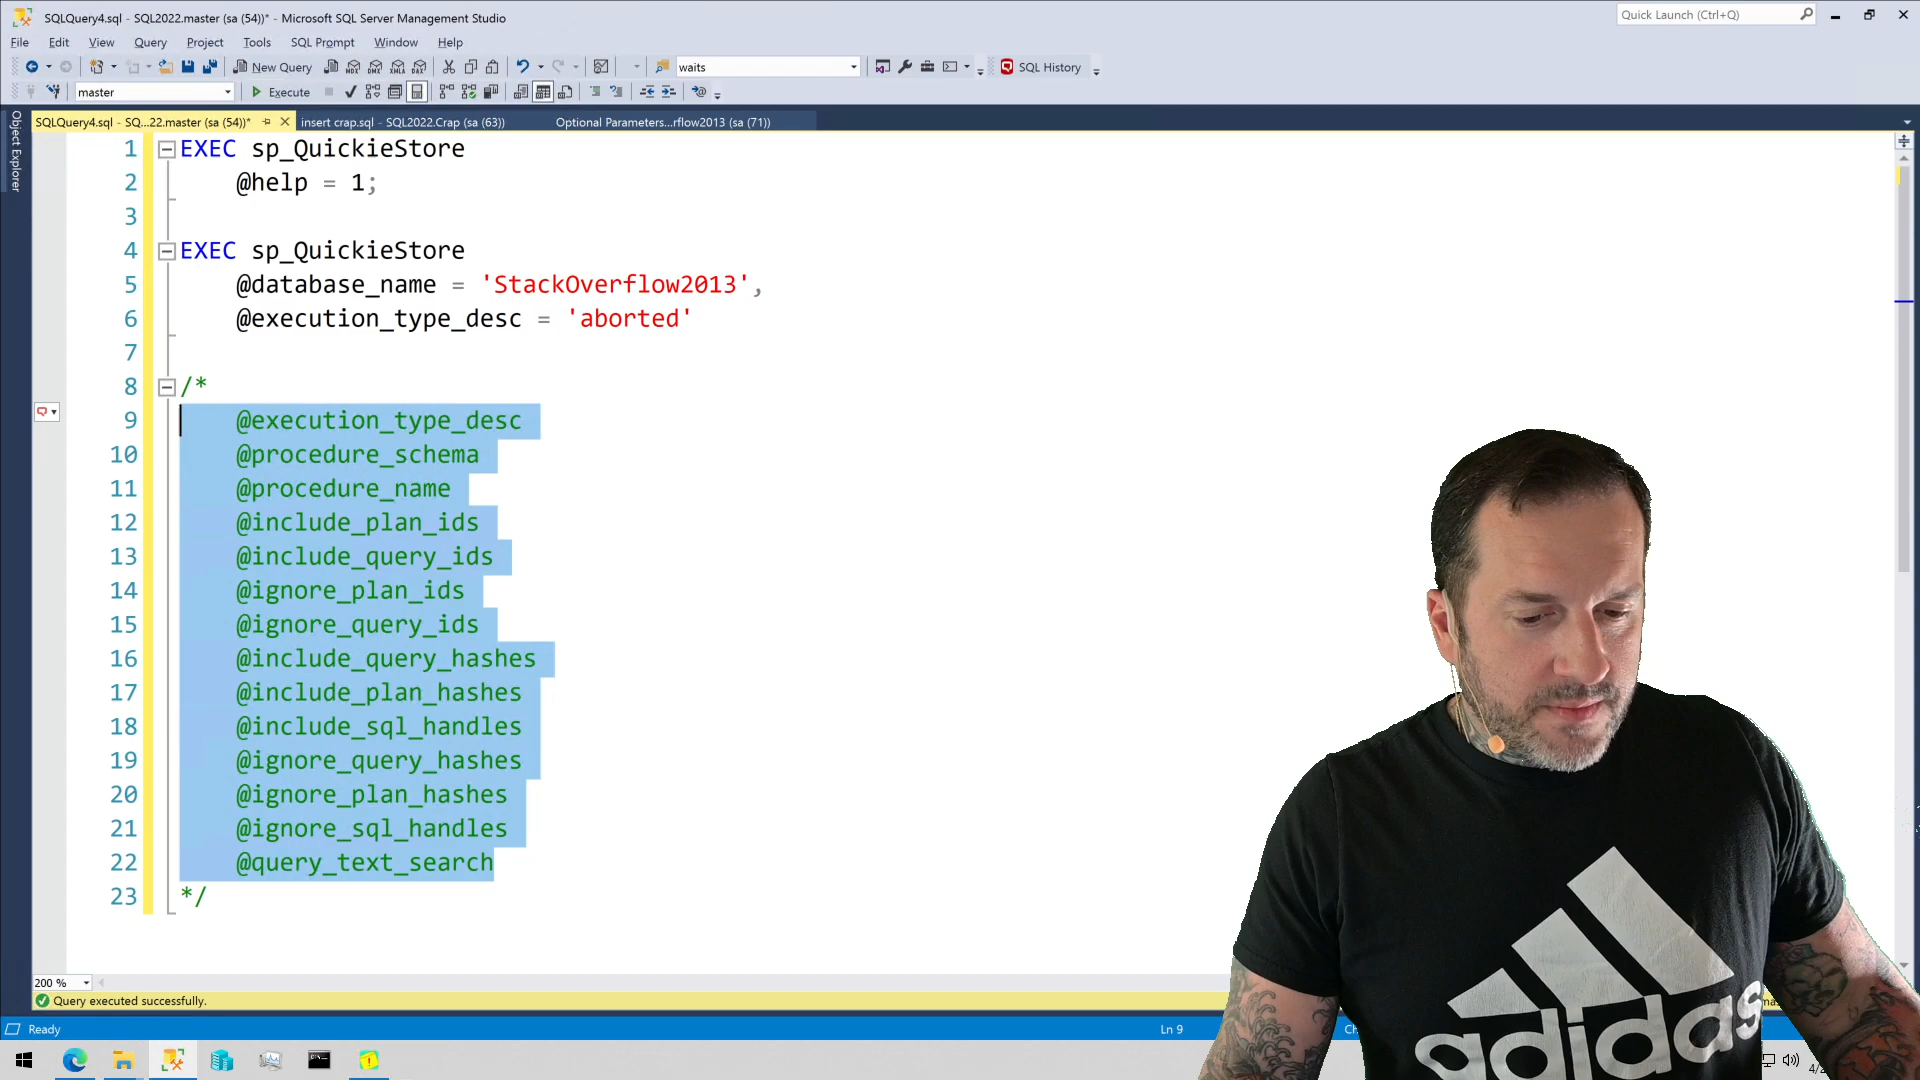 SQLQuery4.sql - SQL2022.master (sa (54))* - Microsoft SQL Server Management Studio
Quick Launch (Ctrl+Q)
File Edit View Query Project Tools SQL Prompt Window Help
New Query
MDX DMX XMLA DAX
waits
SQL History
master
Execute
SQLQuery4.sql - SQ...22.master (sa (54))*
insert crap.sql - SQL2022.Crap (sa (63))
Optional Parameters...rflow2013 (sa (71))
Object Explorer
1 EXEC sp_QuickieStore
2 @help = 1;
3
4 EXEC sp_QuickieStore
5 @database_name = 'StackOverflow2013',
6 @execution_type_desc = 'aborted'
7
8 /*
9 @execution_type_desc
10 @procedure_schema
11 @procedure_name
12 @include_plan_ids
13 @include_query_ids
14 @ignore_plan_ids
15 @ignore_query_ids
16 @include_query_hashes
17 @include_plan_hashes
18 @include_sql_handles
19 @ignore_query_hashes
20 @ignore_plan_hashes
21 @ignore_sql_handles
22 @query_text_search
23 */
200 %
Query executed successfully.
Ready
Ln 9
adidas